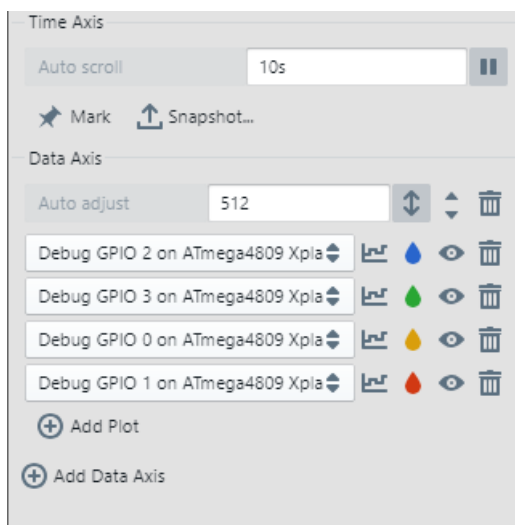 Time Axis
Auto scroll 10s
Mark Snapshot...
Data Axis
Auto adjust 512
Debug GPIO 2 on ATmega4809 Xpla
Debug GPIO 3 on ATmega4809 Xpla
Debug GPIO 0 on ATmega4809 Xpla
Debug GPIO 1 on ATmega4809 Xpla
Add Plot
Add Data Axis